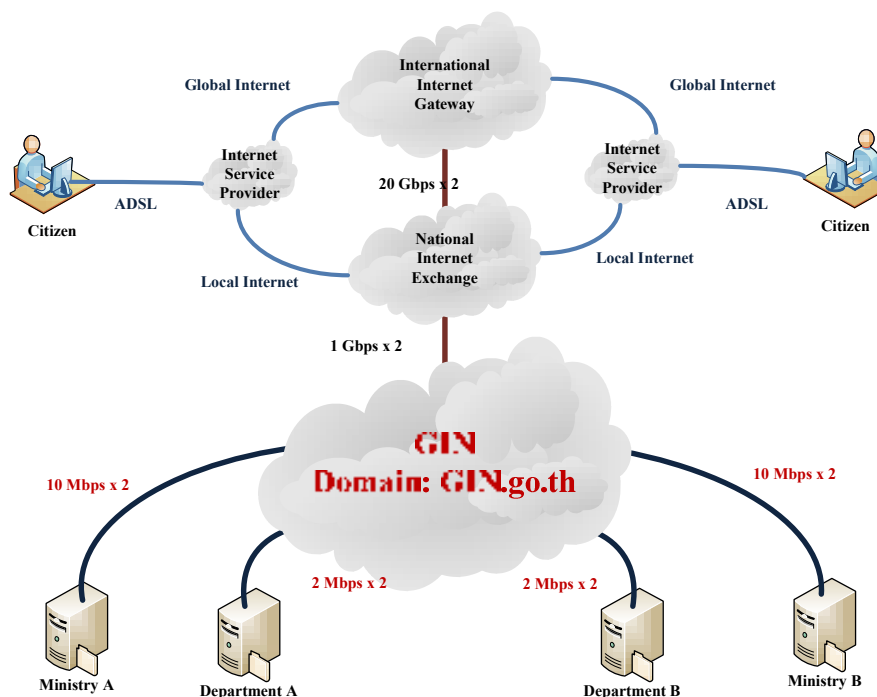 International
Internet
Gateway
Global Internet
Global Internet
Internet
Service
Provider
Internet
Service
Provider
20 Gbps x 2
ADSL
ADSL
Citizen
Citizen
National
Internet
Exchange
Local Internet
Local Internet
1 Gbps x 2
GIN
Domain: GIN.go.th
10 Mbps x 2
10 Mbps x 2
2 Mbps x 2
2 Mbps x 2
Ministry A
Department A
Department B
Ministry B